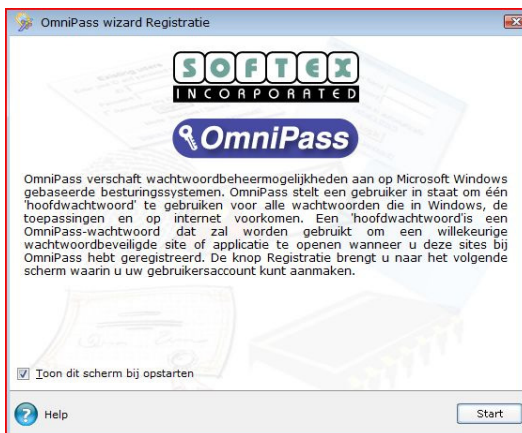 OmniPass wizard Registratie
SOFTEX
INCORPORATED
OmniPass
OmniPass verschaft wachtwoordbeheermogelijkheden aan op Microsoft Windows
gebaseerde besturingssystemen. OmniPass stelt een gebruiker in staat om één
'hoofdwachtwoord' te gebruiken voor alle wachtwoorden die in Windows, de
toepassingen en op internet voorkomen. Een 'hoofdwachtwoord'is een
OmniPass-wachtwoord dat zal worden gebruikt om een willekeurige
wachtwoordbeveiligde site of applicatie te openen wanneer u deze sites bij
OmniPass hebt geregistreerd. De knop Registratie brengt u naar het volgende
scherm waarin u uw gebruikersaccount kunt aanmaken.
Toon dit scherm bij opstarten
Help
Start